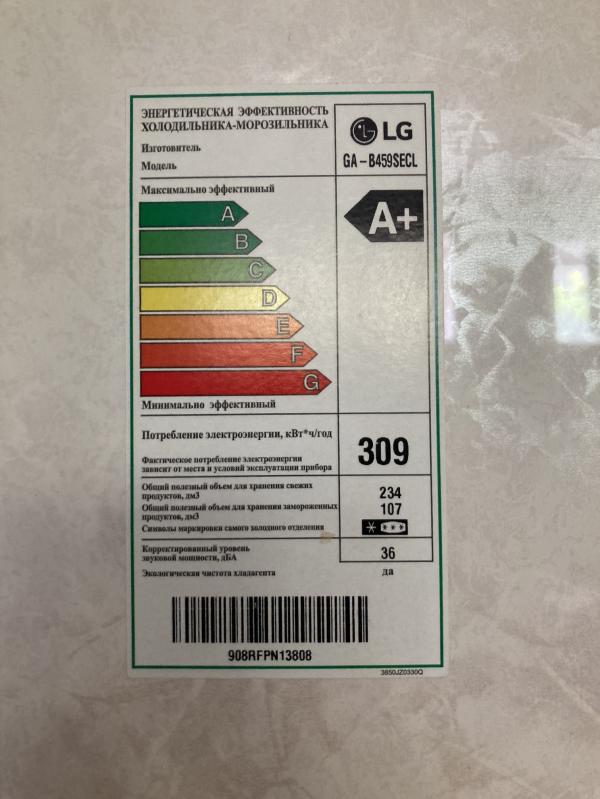 ЭНЕРГЕТИЧЕСКАЯ ЭФФЕКТИВНОСТЬ
ХОЛОДИЛЬНИКА-МОРОЗИЛЬНИКА
LG
Изготовитель
Модель
GA-B459SECL
Максимально эффективный
A+
A
B
C
D
E
F
G
Минимально эффективный
Потребление электроэнергии, кВт*ч/год
309
Фактическое потребление электроэнергии
зависит от места и условий эксплуатации прибора
Общий полезный объем для хранения свежих
продуктов, дм3
234
Общий полезный объем для хранения замороженных
продуктов, дм3
107
Символы маркировки самого холодного отделения
Корректированный уровень
звуковой мощности, дБА
36
Экологическая чистота хладагента
да
908RFPN13808
3850JZ0330Q